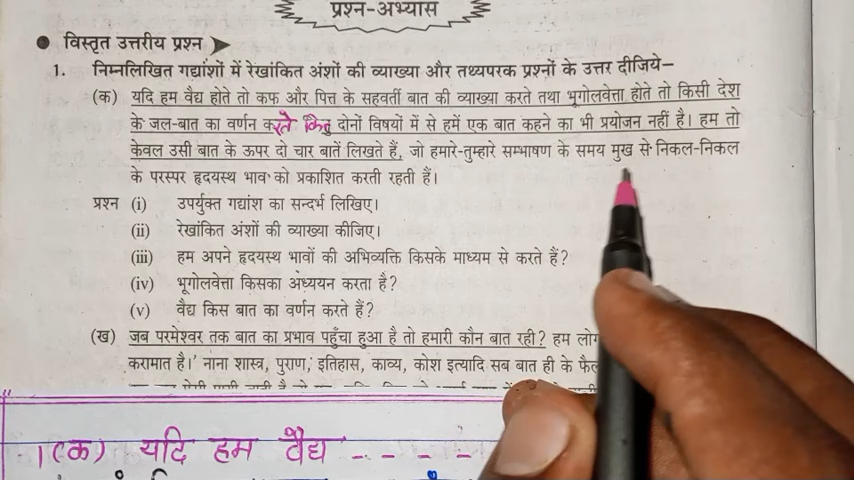 प्रश्न-अभ्यास
विस्तृत उत्तरीय प्रश्न
1. निम्नलिखित गद्यांशों में रेखांकित अंशों की व्याख्या और तथ्यपरक प्रश्नों के उत्तर दीजिये–
(क) यदि हम वैद्य होते तो कफ और पित्त के सहवर्ती बात की व्याख्या करते तथा भूगोलवेत्ता होते तो किसी देश
के जल-बात का वर्णन करते किंतु दोनों विषयों में से हमें एक बात कहने का भी प्रयोजन नहीं है। हम तो
केवल उसी बात के ऊपर दो चार बातें लिखते हैं, जो हमारे-तुम्हारे सम्भाषण के समय मुख से निकल-निकल
के परस्पर हृदयस्थ भाव को प्रकाशित करती रहती हैं।
प्रश्न (i) उपर्युक्त गद्यांश का सन्दर्भ लिखिए।
(ii) रेखांकित अंशों की व्याख्या कीजिए।
(iii) हम अपने हृदयस्थ भावों की अभिव्यक्ति किसके माध्यम से करते हैं?
(iv) भूगोलवेत्ता किसका अध्ययन करता है?
(v) वैद्य किस बात का वर्णन करते हैं?
(ख) जब परमेश्वर तक बात का प्रभाव पहुँचा हुआ है तो हमारी कौन बात रही? हम लोग
करामात है।' नाना शास्त्र, पुराण, इतिहास, काव्य, कोश इत्यादि सब बात ही के फैल
1(क) यदि हम वैद्य - - - -